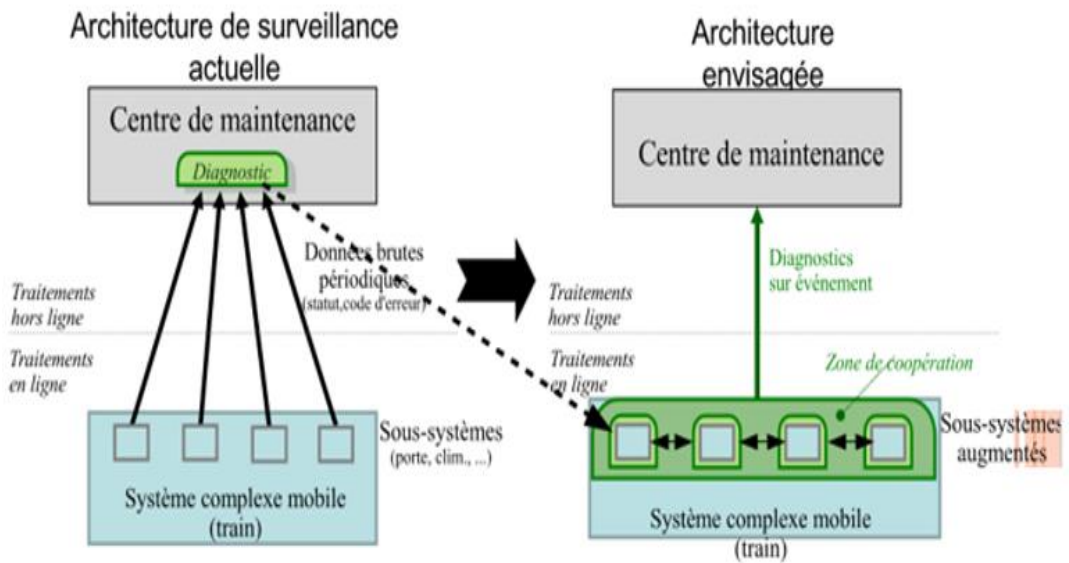 Architecture de surveillance
actuelle
Centre de maintenance
Diagnostic
Données brutes
périodiques
(statut,code d'erreur)
Traitements
hors ligne
Traitements
en ligne
Sous-systèmes
(porte, clim., ...)
Système complexe mobile
(train)
Architecture
envisagée
Centre de maintenance
Diagnostics
sur événement
Traitements
hors ligne
Traitements
en ligne
Zone de coopération
Sous-systèmes
augmentés
Système complexe mobile
(train)